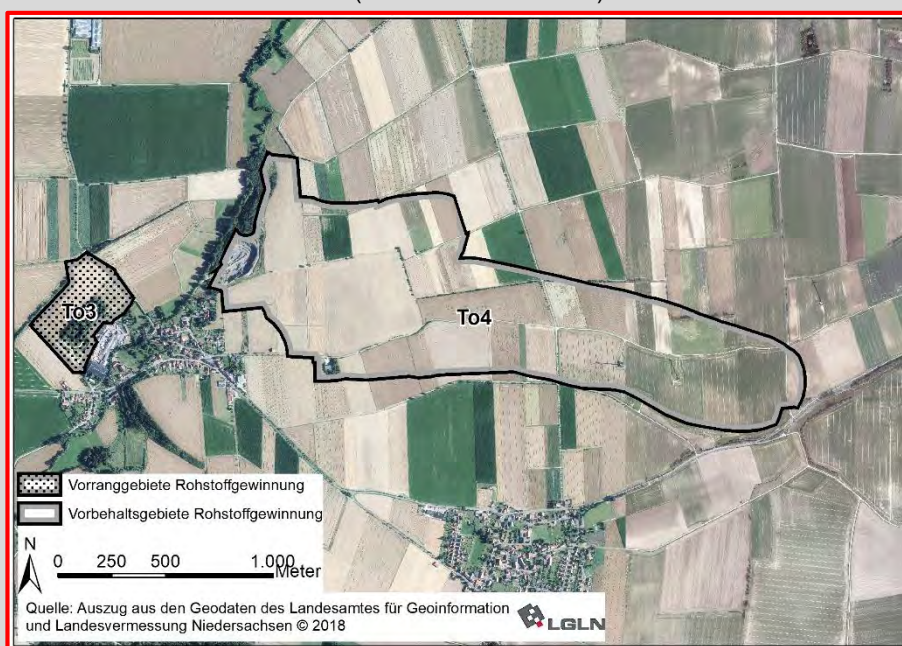 To3
To4
Vorranggebiete Rohstoffgewinnung
Vorbehaltsgebiete Rohstoffgewinnung
N
0 250 500 1.000
Meter
Quelle: Auszug aus den Geodaten des Landesamtes für Geoinformation
und Landesvermessung Niedersachsen © 2018
LGLN